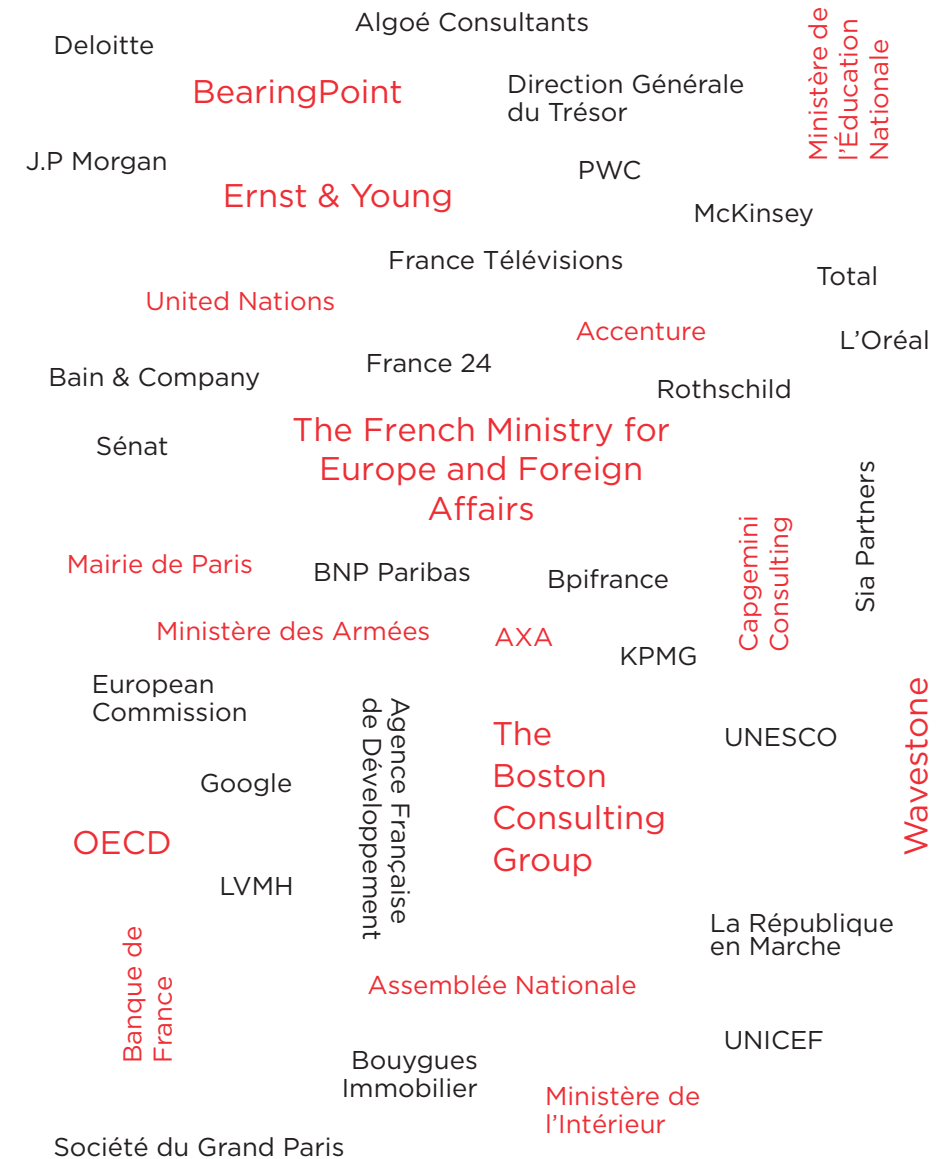 Algoé Consultants
Deloitte
Ministère de
l'Éducation
Nationale
BearingPoint
Direction Générale
du Trésor
J.P Morgan
PWC
Ernst & Young
McKinsey
France Télévisions
Total
United Nations
Accenture
L'Oréal
France 24
Bain & Company
Rothschild
The French Ministry for
Europe and Foreign
Affairs
Sénat
Sia Partners
Capgemini
Consulting
Mairie de Paris
BNP Paribas
Bpifrance
Ministère des Armées
AXA
KPMG
European
Commission
Agence Française
de Développement
The
Boston
Consulting
Group
UNESCO
Wavestone
Google
OECD
LVMH
La République
en Marche
Banque de
France
Assemblée Nationale
UNICEF
Bouygues
Immobilier
Ministère de
l'Intérieur
Société du Grand Paris